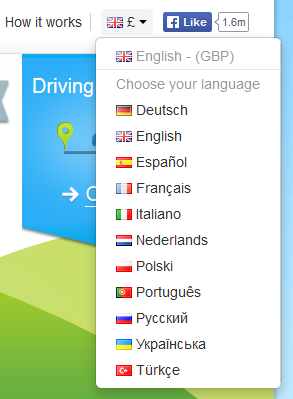 How it works £ Like 1.6m
English - (GBP)
Choose your language
Driving
Deutsch
English
Español
Français
Italiano
Nederlands
Polski
Português
Русский
Українська
Türkçe